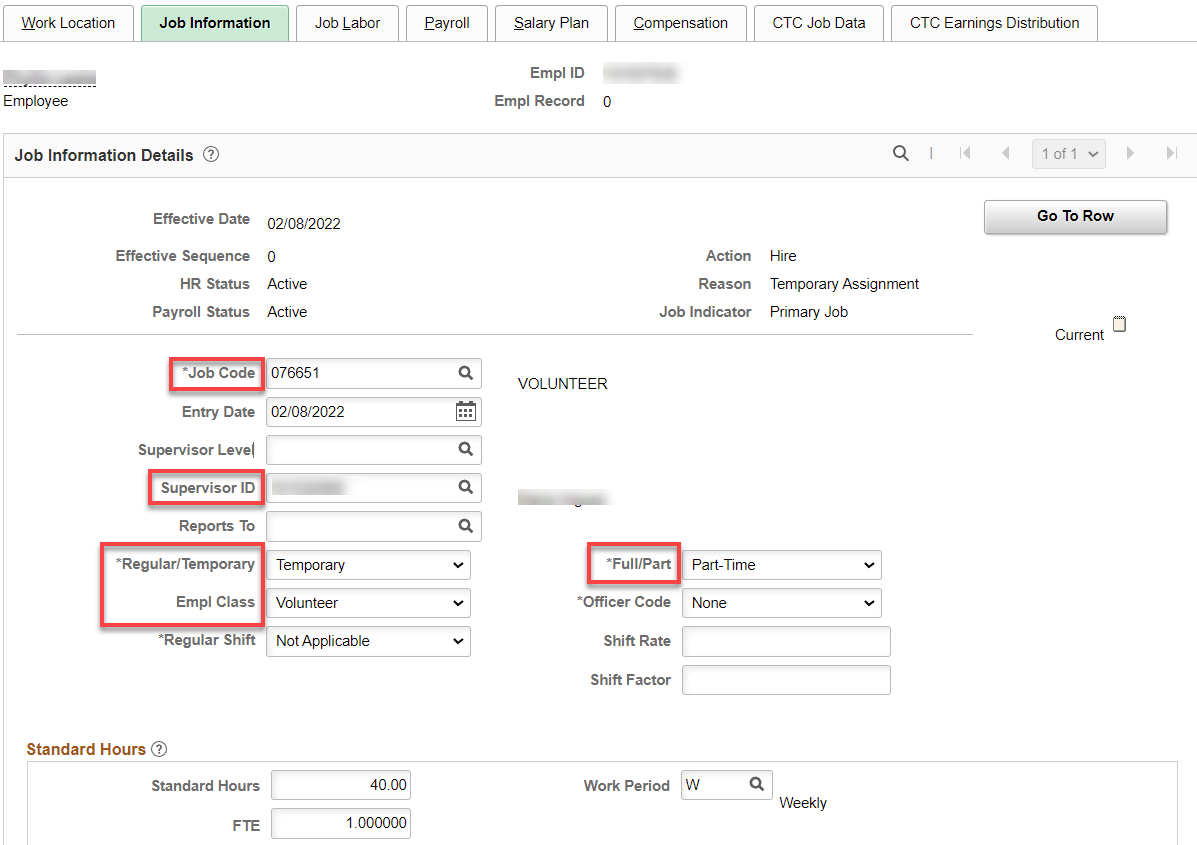 Work Location Job Information Job Labor Payroll Salary Plan Compensation CTC Job Data CTC Earnings Distribution
Empl ID
Employee
Empl Record 0
Job Information Details ? 1 of 1
Effective Date 02/08/2022
Go To Row
Effective Sequence 0
Action Hire
HR Status Active
Reason Temporary Assignment
Payroll Status Active
Job Indicator Primary Job
Current
*Job Code 076651
VOLUNTEER
Entry Date 02/08/2022
Supervisor Level
Supervisor ID
Reports To
*Regular/Temporary Temporary
*Full/Part Part-Time
Empl Class Volunteer
*Officer Code None
*Regular Shift Not Applicable
Shift Rate
Shift Factor
Standard Hours ?
Standard Hours 40.00
Work Period W
Weekly
FTE 1.000000